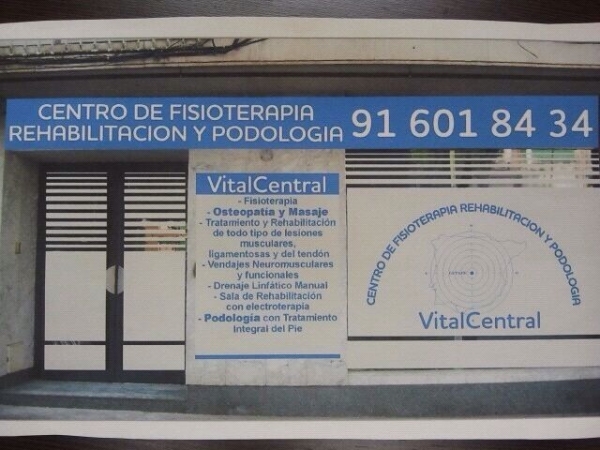 CENTRO DE FISIOTERAPIA
REHABILITACION Y PODOLOGIA
91 601 84 34
VitalCentral
- Fisioterapia
- Osteopatía y Masaje
- Tratamiento y Rehabilitación
de todo tipo de lesiones
musculares,
ligamentosas y del tendón
- Vendajes Neuromusculares
y funcionales
- Drenaje Linfático Manual
- Sala de Rehabilitación
con electroterapia
- Podología con Tratamiento
Integral del Pie
CENTRO DE FISIOTERAPIA REHABILITACION Y PODOLOGIA
VitalCentral